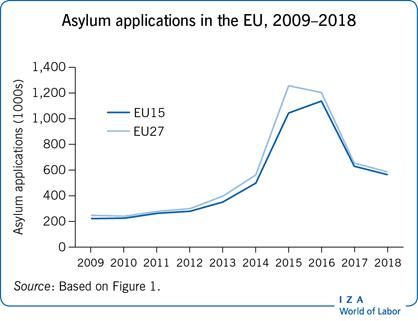 Asylum applications in the EU, 2009–2018
Asylum applications (1000s)
1,400
1,200
1,000
800
600
400
200
0
EU15
EU27
2009 2010 2011 2012 2013 2014 2015 2016 2017 2018
Source: Based on Figure 1.
IZA
World of Labor